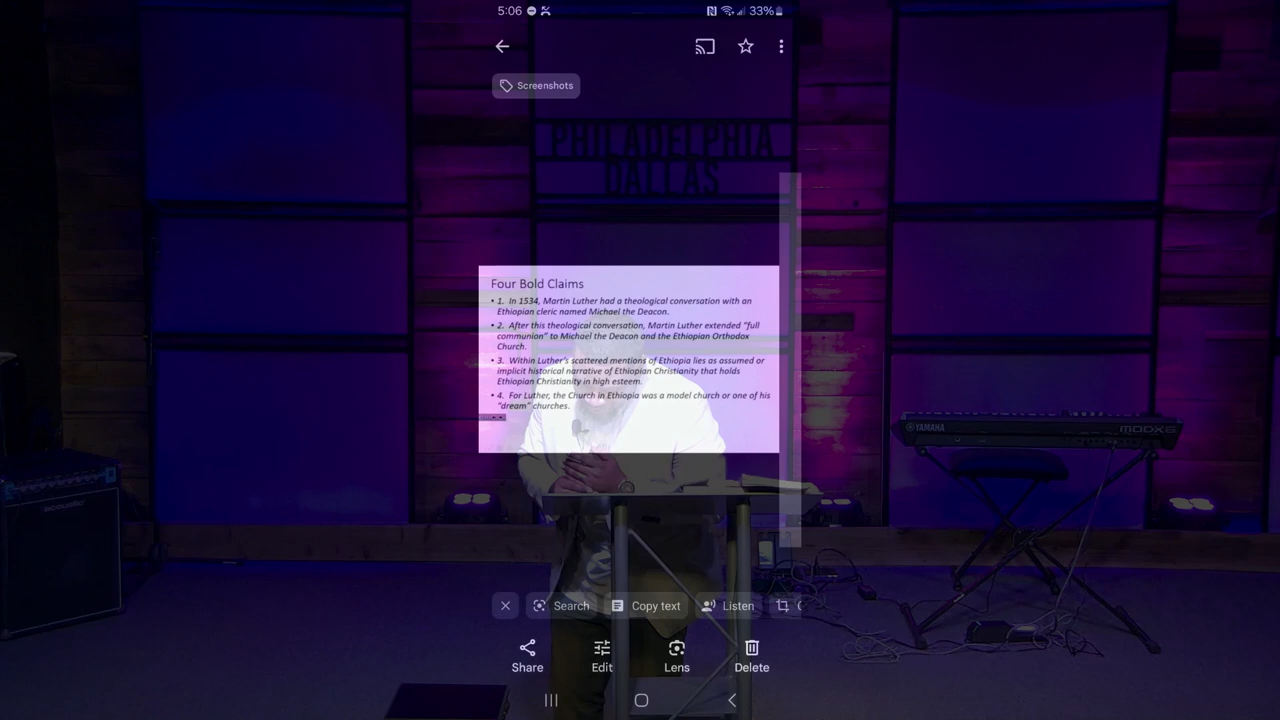 5:06
33%
Screenshots
PHILADELPHIA
DALLAS
Four Bold Claims
• 1. In 1534, Martin Luther had a theological conversation with an
Ethiopian cleric named Michael the Deacon.
• 2. After this theological conversation, Martin Luther extended "full
communion" to Michael the Deacon and the Ethiopian Orthodox
Church.
• 3. Within Luther's scattered mentions of Ethiopia lies as assumed or
implicit historical narrative of Ethiopian Christianity that holds
Ethiopian Christianity in high esteem.
• 4. For Luther, the Church in Ethiopia was a model church or one of his
"dream" churches.
YAMAHA
MODX6
acoustic
Search
Copy text
Listen
Share
Edit
Lens
Delete